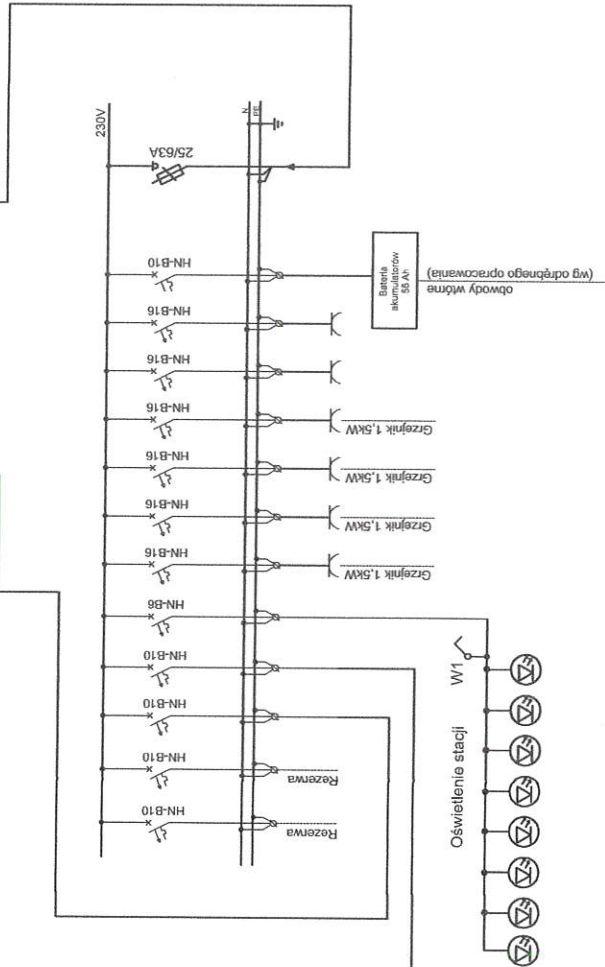 230V
N
PE
25/63A
HN-B10
HN-B16
HN-B16
HN-B16
HN-B16
HN-B16
HN-B16
HN-B6
HN-B10
HN-B10
HN-B10
HN-B10
Bateria
akumulatorów
55 Ah
obwody wtórne
(wg odrębnego opracowania)
Grzejnik 1,5kW
Grzejnik 1,5kW
Grzejnik 1,5kW
Grzejnik 1,5kW
W1
Oświetlenie stacji
Rezerwa
Rezerwa